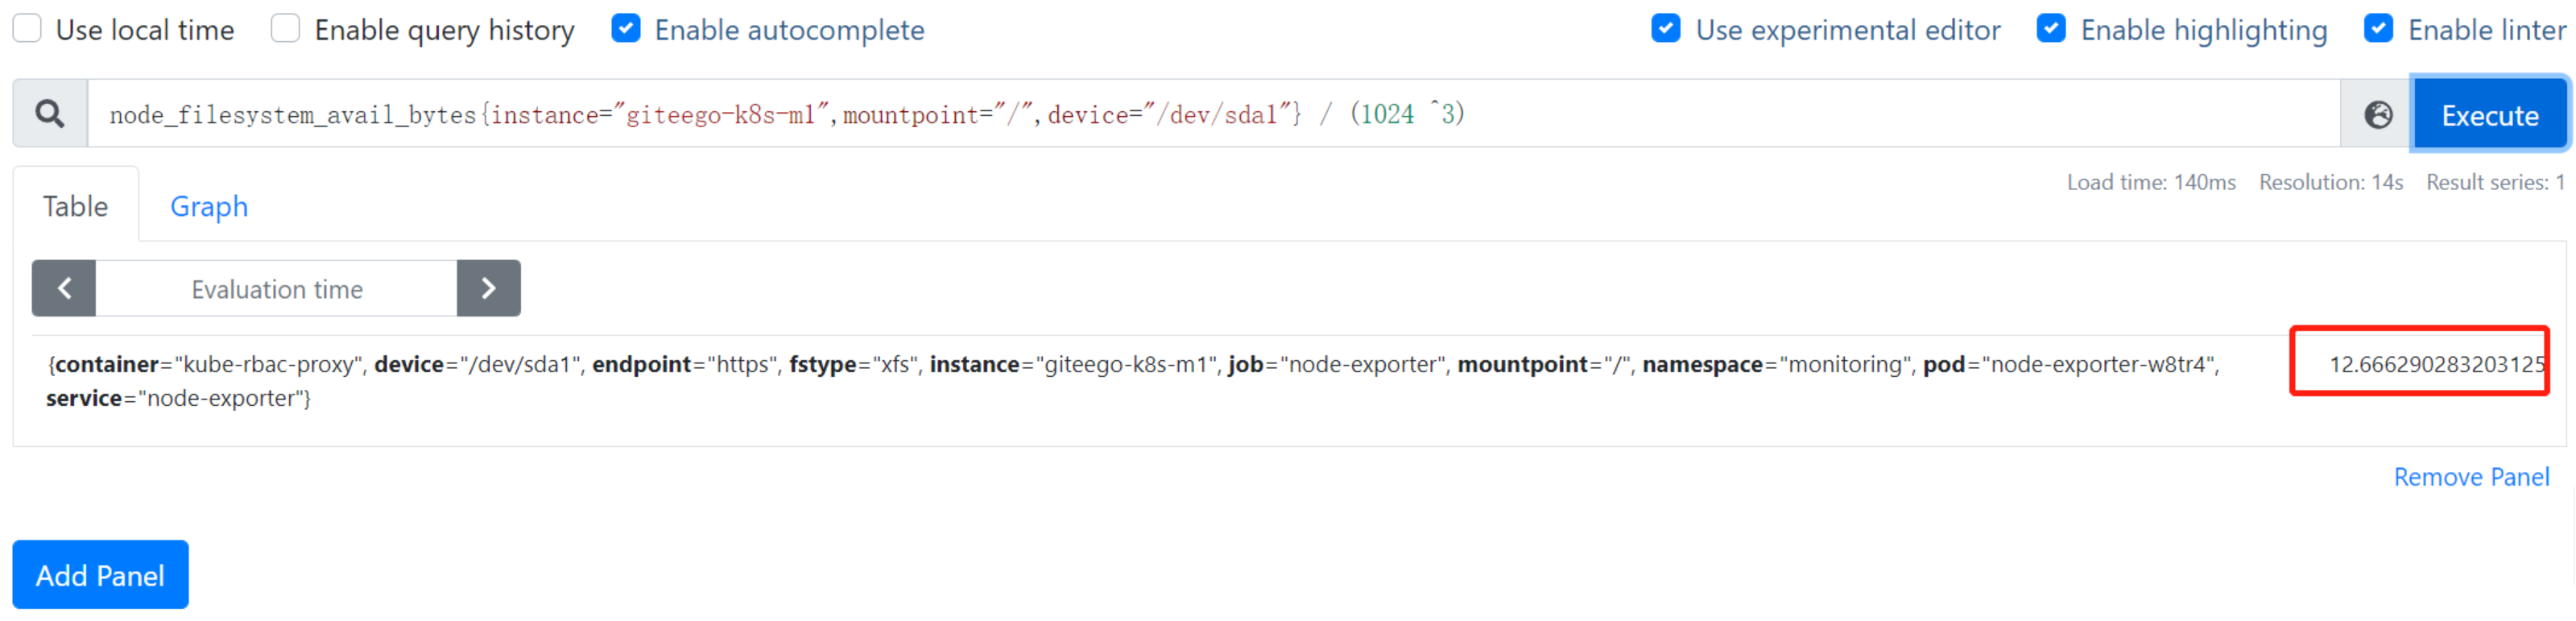 Use local time Enable query history Enable autocomplete Use experimental editor Enable highlighting Enable linter
node_filesystem_avail_bytes{instance="giteego-k8s-m1",mountpoint="/",device="/dev/sda1"} / (1024 ^3) Execute
Load time: 140ms Resolution: 14s Result series: 1
Table Graph
Evaluation time
{container="kube-rbac-proxy", device="/dev/sda1", endpoint="https", fstype="xfs", instance="giteego-k8s-m1", job="node-exporter", mountpoint="/", namespace="monitoring", pod="node-exporter-w8tr4", 12.666290283203125
service="node-exporter"}
Remove Panel
Add Panel